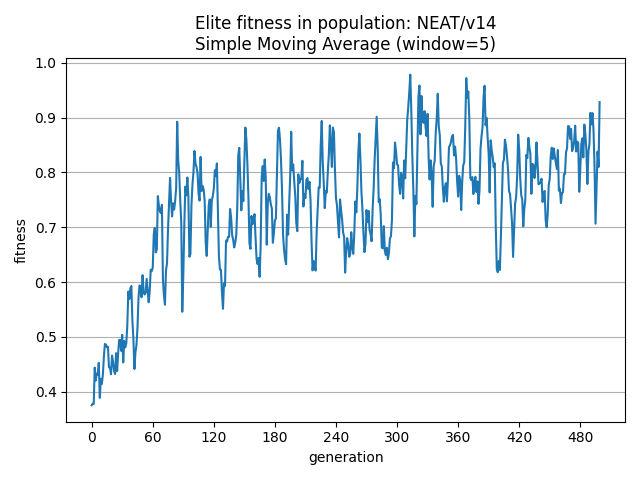 Elite fitness in population: NEAT/v14
Simple Moving Average (window=5)
1.0
0.9
0.8
0.7
0.6
0.5
0.4
fitness
0 60 120 180 240 300 360 420 480
generation